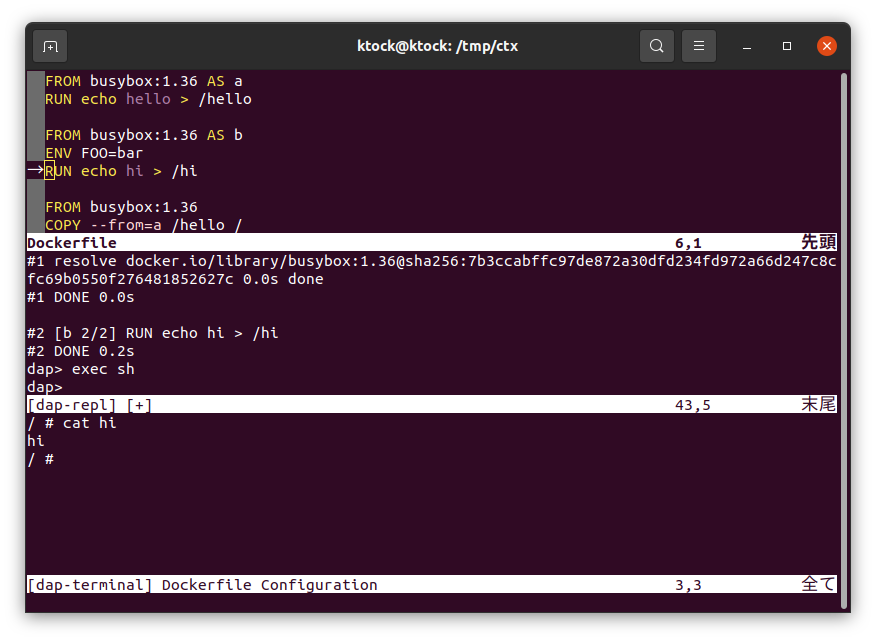 ktock@ktock: /tmp/ctx
FROM busybox:1.36 AS a
RUN echo hello > /hello
FROM busybox:1.36 AS b
ENV FOO=bar
→RUN echo hi > /hi
FROM busybox:1.36
COPY --from=a /hello /
Dockerfile 6,1 先頭
#1 resolve docker.io/library/busybox:1.36@sha256:7b3ccabffc97de872a30dfd234fd972a66d247c8c
fc69b0550f276481852627c 0.0s done
#1 DONE 0.0s
#2 [b 2/2] RUN echo hi > /hi
#2 DONE 0.2s
dap> exec sh
dap>
[dap-repl] [+] 43,5 末尾
/ # cat hi
hi
/ #
[dap-terminal] Dockerfile Configuration 3,3 全て